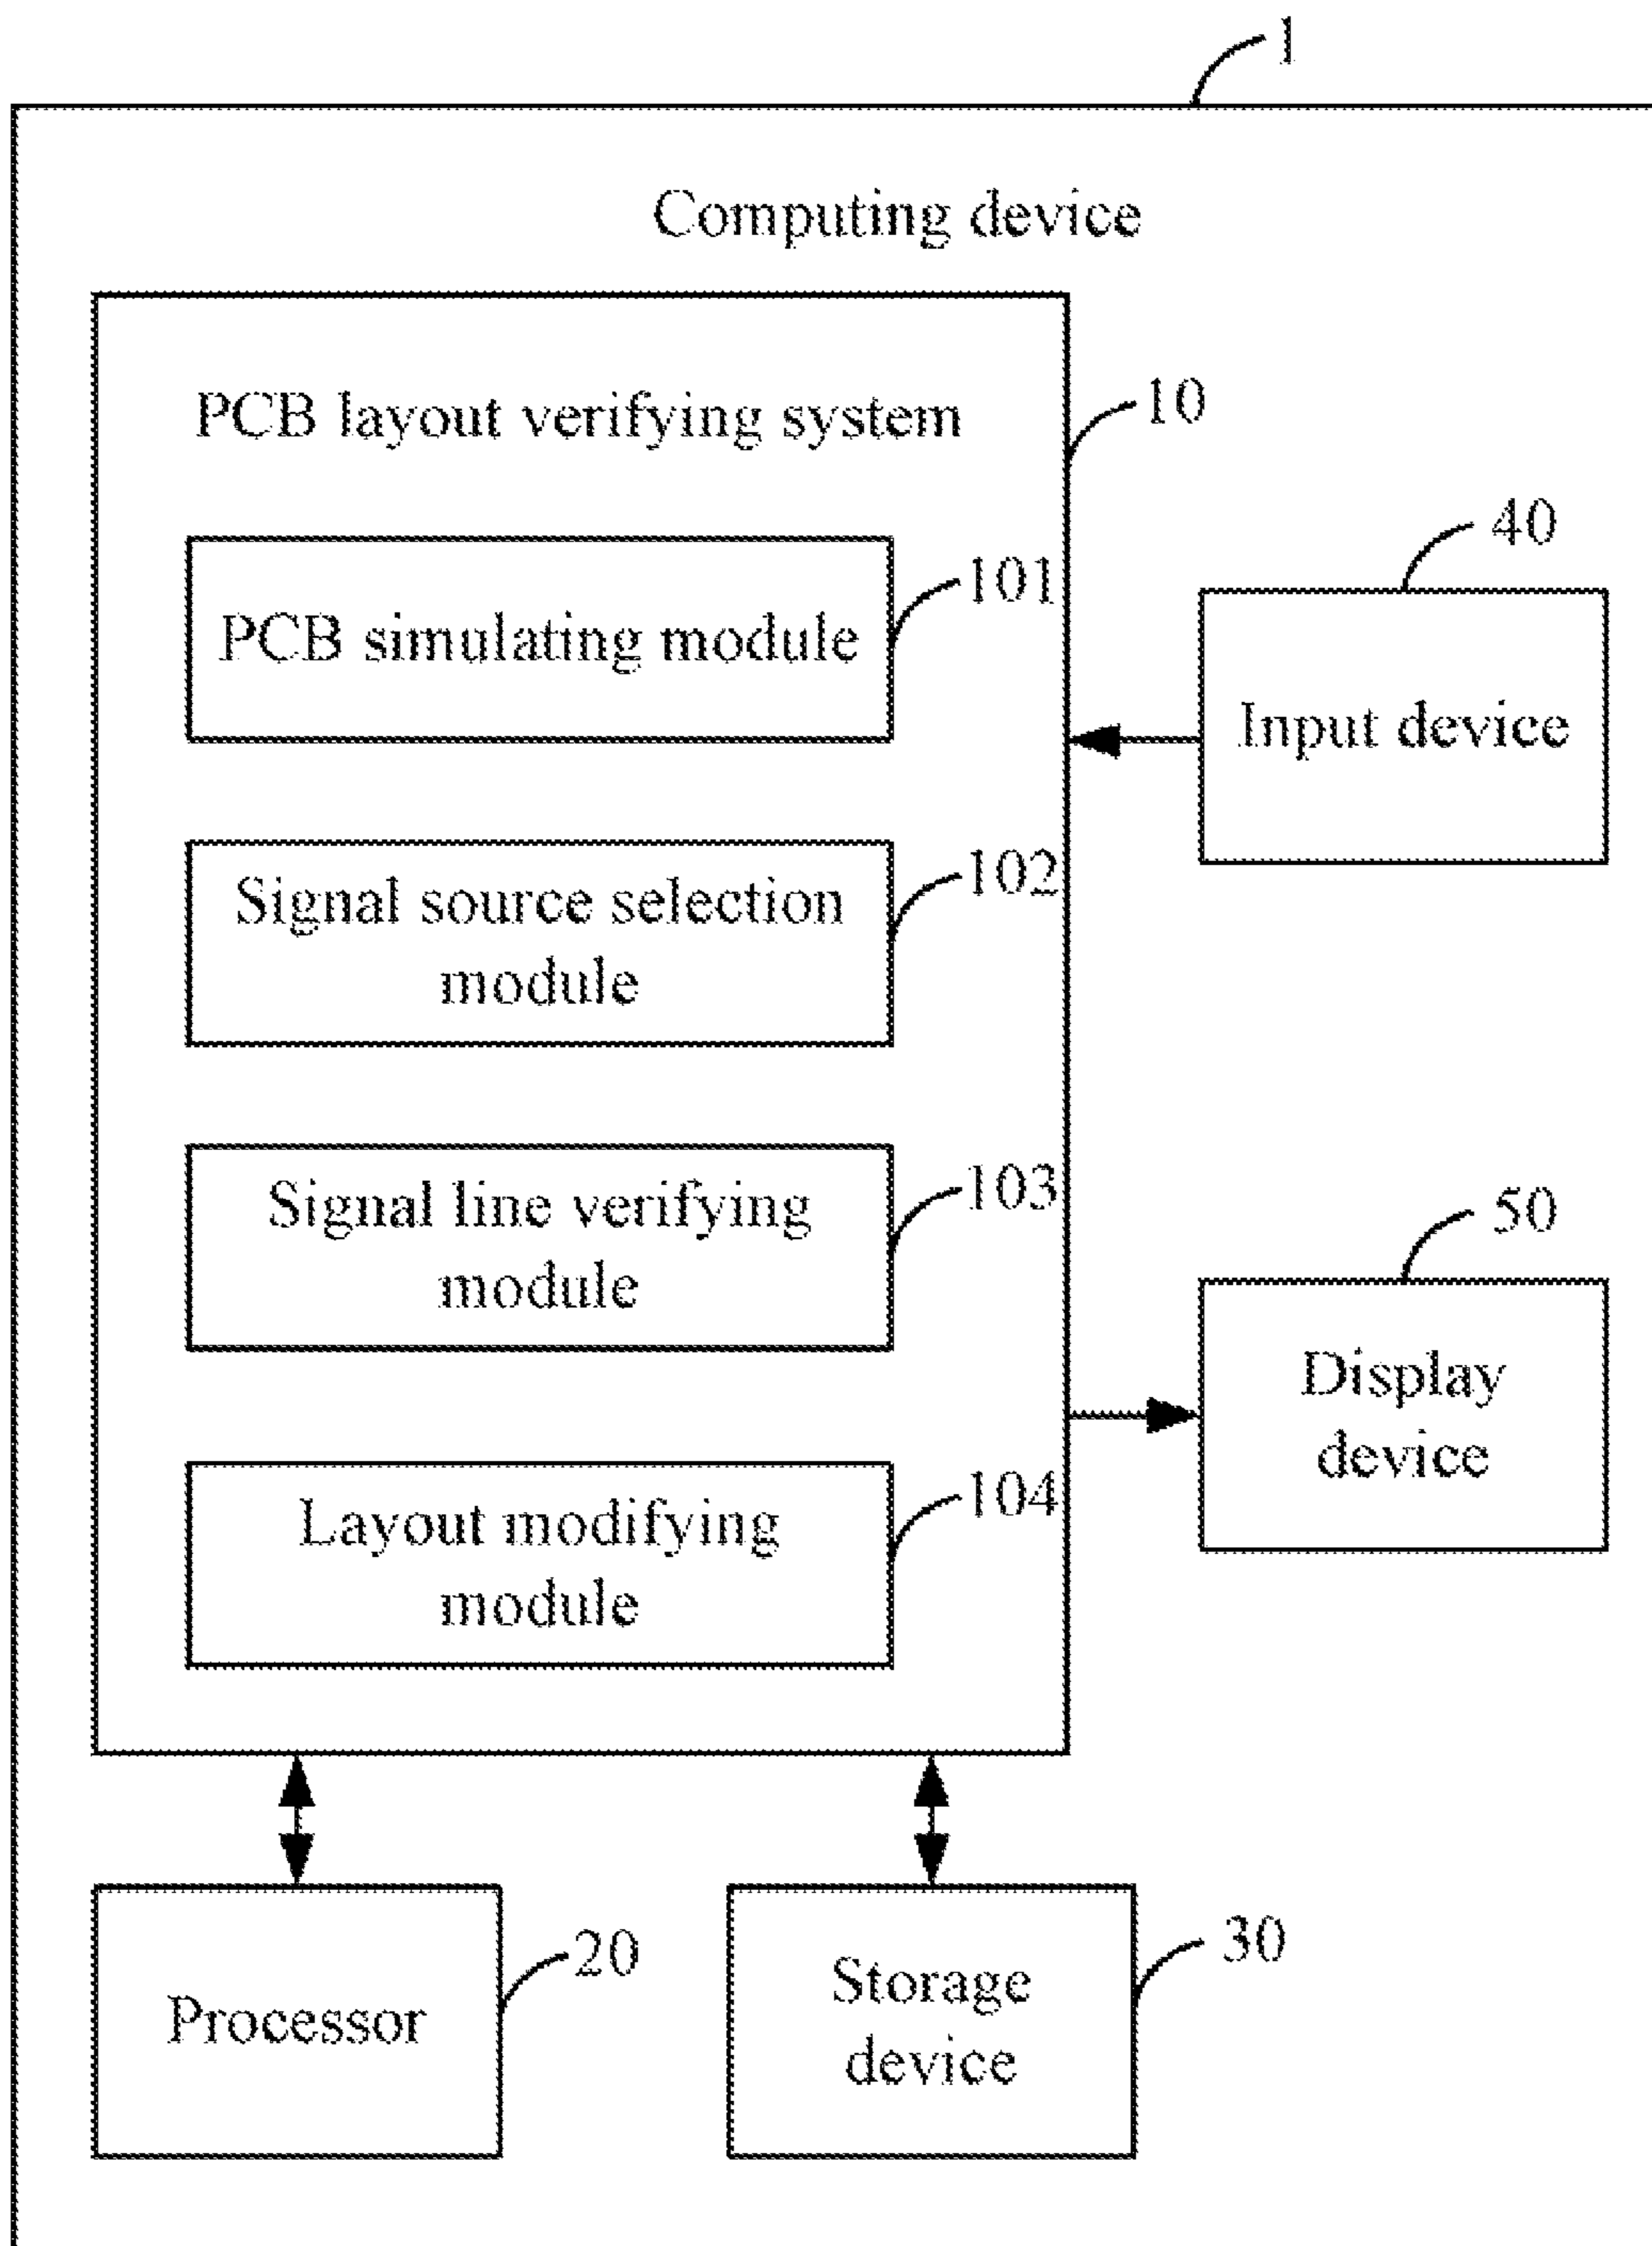 1
Computing device
PCB layout verifying system
10
PCB simulating module
101
40
Input device
Signal source selection
module
102
Signal line verifying
module
103
50
Display
device
Layout modifying
module
104
Processor
20
Storage
device
30